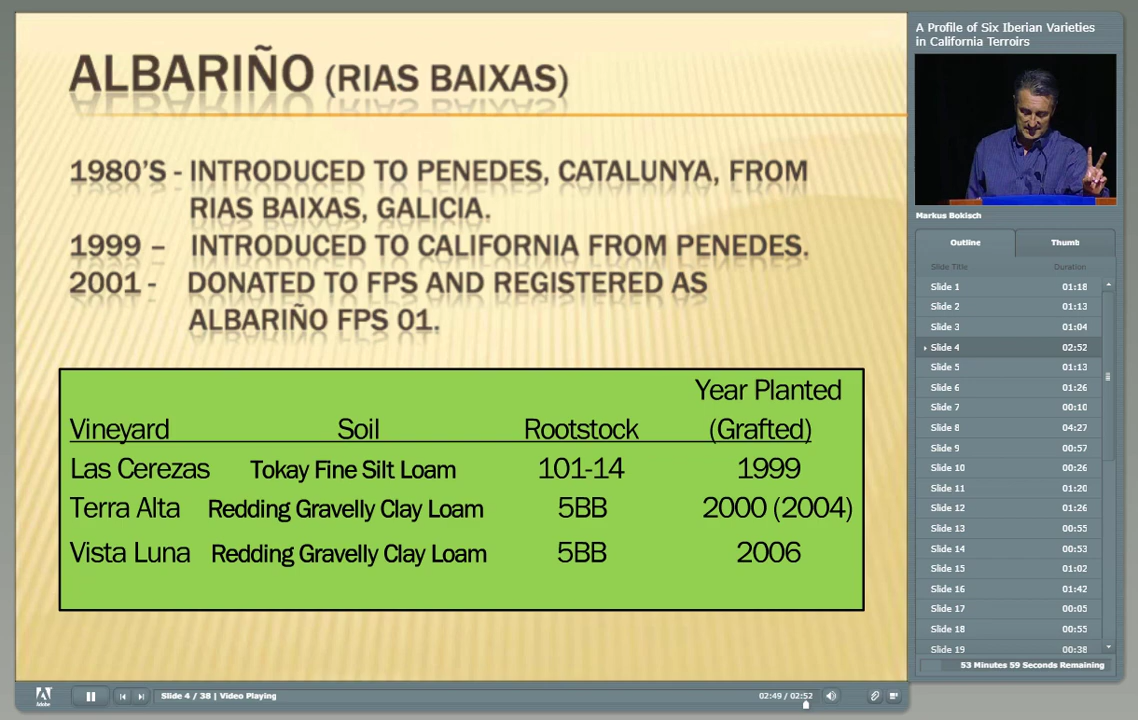 ALBARIÑO (RIAS BAIXAS)
1980'S - INTRODUCED TO PENEDES, CATALUNYA, FROM
RIAS BAIXAS, GALICIA.
1999 – INTRODUCED TO CALIFORNIA FROM PENEDES.
2001 - DONATED TO FPS AND REGISTERED AS
ALBARIÑO FPS 01.
Year Planted
Vineyard Soil Rootstock (Grafted)
Las Cerezas Tokay Fine Silt Loam 101-14 1999
Terra Alta Redding Gravelly Clay Loam 5BB 2000 (2004)
Vista Luna Redding Gravelly Clay Loam 5BB 2006
A Profile of Six Iberian Varieties
in California Terroirs
Markus Bokisch
Outline Thumb
Slide Title Duration
Slide 1 01:18
Slide 2 01:13
Slide 3 01:04
Slide 4 02:52
Slide 5 01:13
Slide 6 01:26
Slide 7 00:10
Slide 8 04:27
Slide 9 00:57
Slide 10 00:26
Slide 11 01:20
Slide 12 01:26
Slide 13 00:55
Slide 14 00:53
Slide 15 01:02
Slide 16 01:42
Slide 17 00:05
Slide 18 00:55
Slide 19 00:38
53 Minutes 59 Seconds Remaining
Adobe
Slide 4 / 38 | Video Playing
02:49 / 02:52